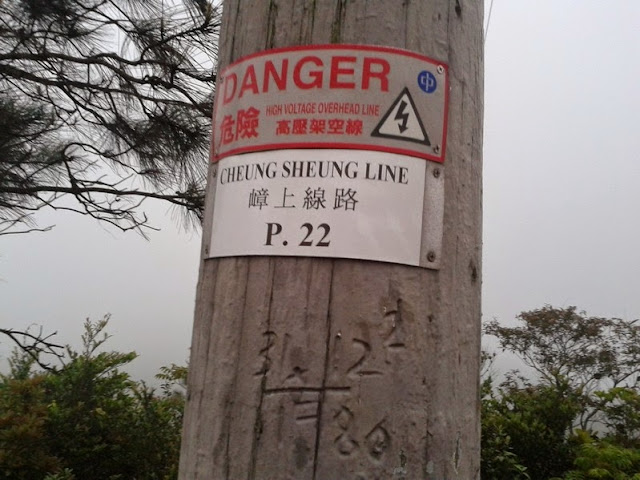 DANGER
HIGH VOLTAGE OVERHEAD LINE
危險 高壓架空線
CHEUNG SHEUNG LINE
嶂上線路
P. 22